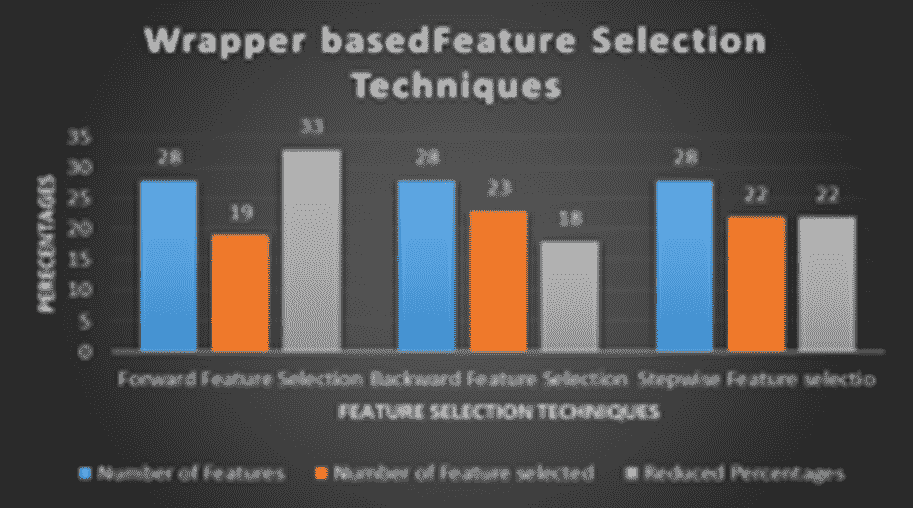 Wrapper basedFeature Selection
Techniques
35
30
25
20
15
10
5
0
PERECENTAGES
28
19
33
28
23
18
28
22
22
Forward Feature Selection
Backward Feature Selection
Stepwise Feature selectio
FEATURE SELECTION TECHNIQUES
Number of Features
Number of Feature selected
Reduced Percentages